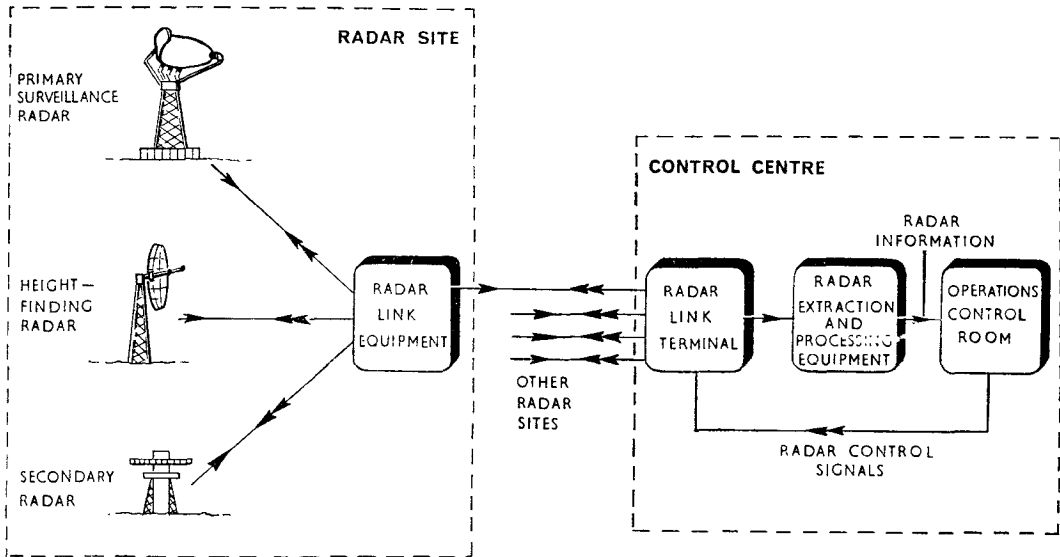 RADAR SITE
PRIMARY
SURVEILLANCE
RADAR
HEIGHT—
FINDING
RADAR
SECONDARY
RADAR
RADAR
LINK
EQUIPMENT
OTHER
RADAR
SITES
CONTROL CENTRE
RADAR
LINK
TERMINAL
RADAR
EXTRACTION
AND
PROCESSING
EQUIPMENT
RADAR
INFORMATION
OPERATIONS
CONTROL
ROOM
RADAR CONTROL
SIGNALS